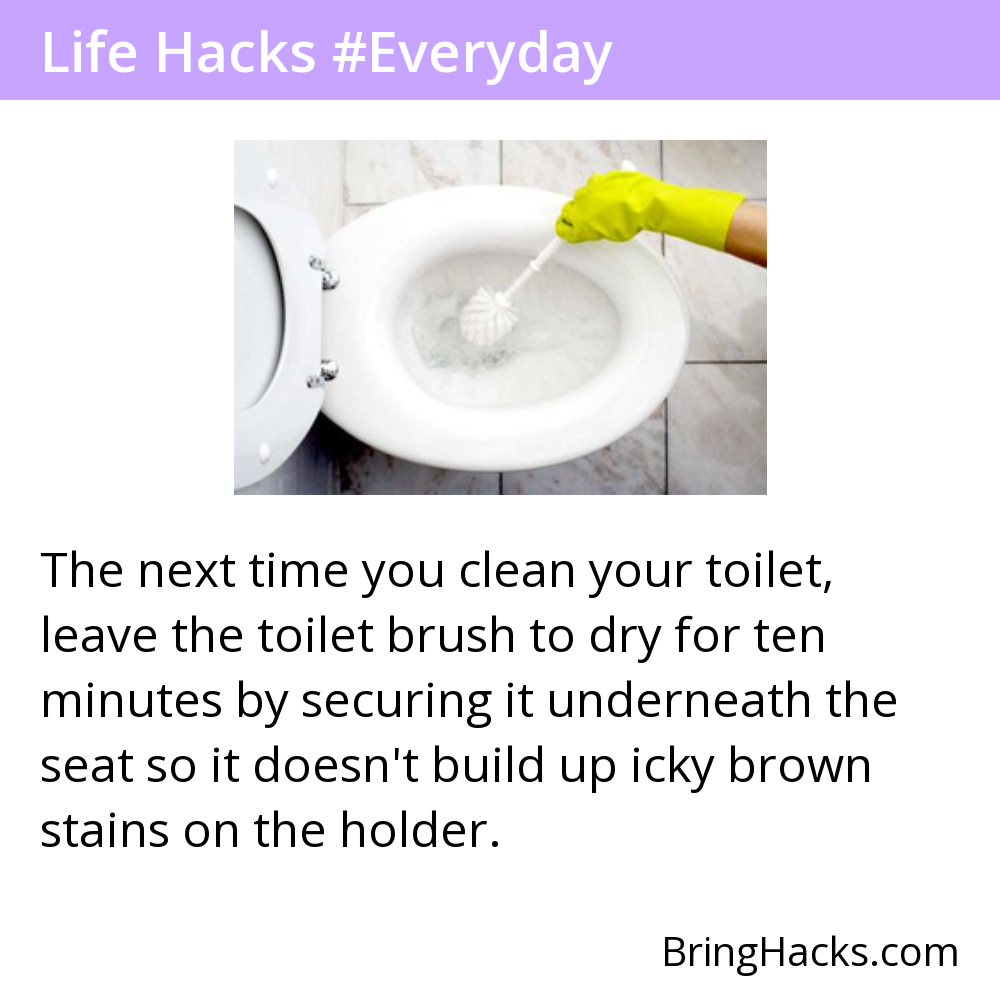 Life Hacks #Everyday
The next time you clean your toilet,
leave the toilet brush to dry for ten
minutes by securing it underneath the
seat so it doesn't build up icky brown
stains on the holder.
BringHacks.com